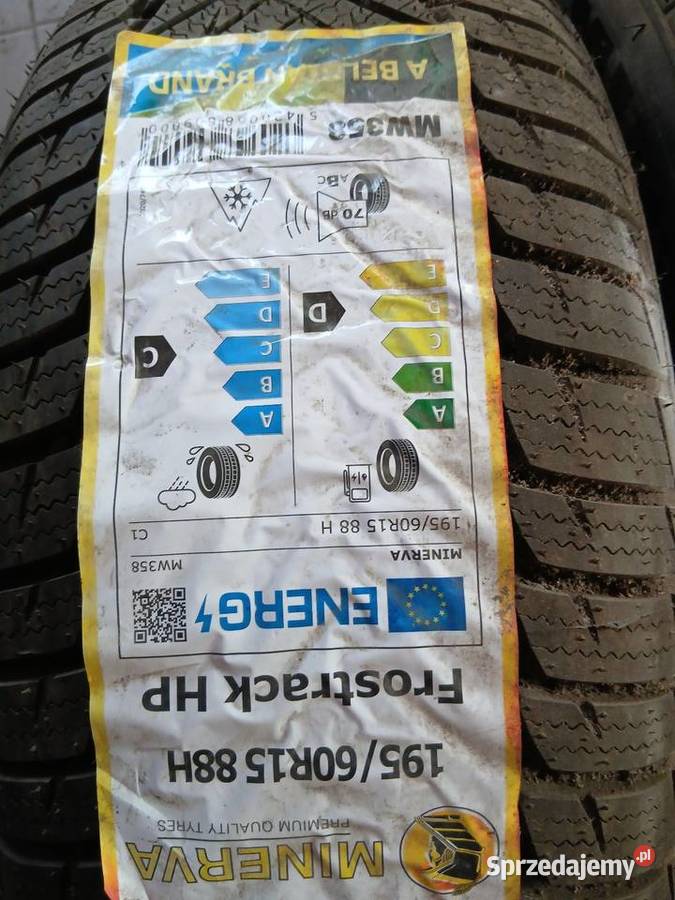 MINERVA
PREMIUM QUALITY TYRES
195/60R15 88H
Frostrack HP
ENERG
MINERVA
MW358
195/60R15 88 H
C1
A
A
B
B
C
C
C
D
D
D
E
E
70 dB
ABC
MW358
A BELGIAN BRAND
Sprzedajemy.pl